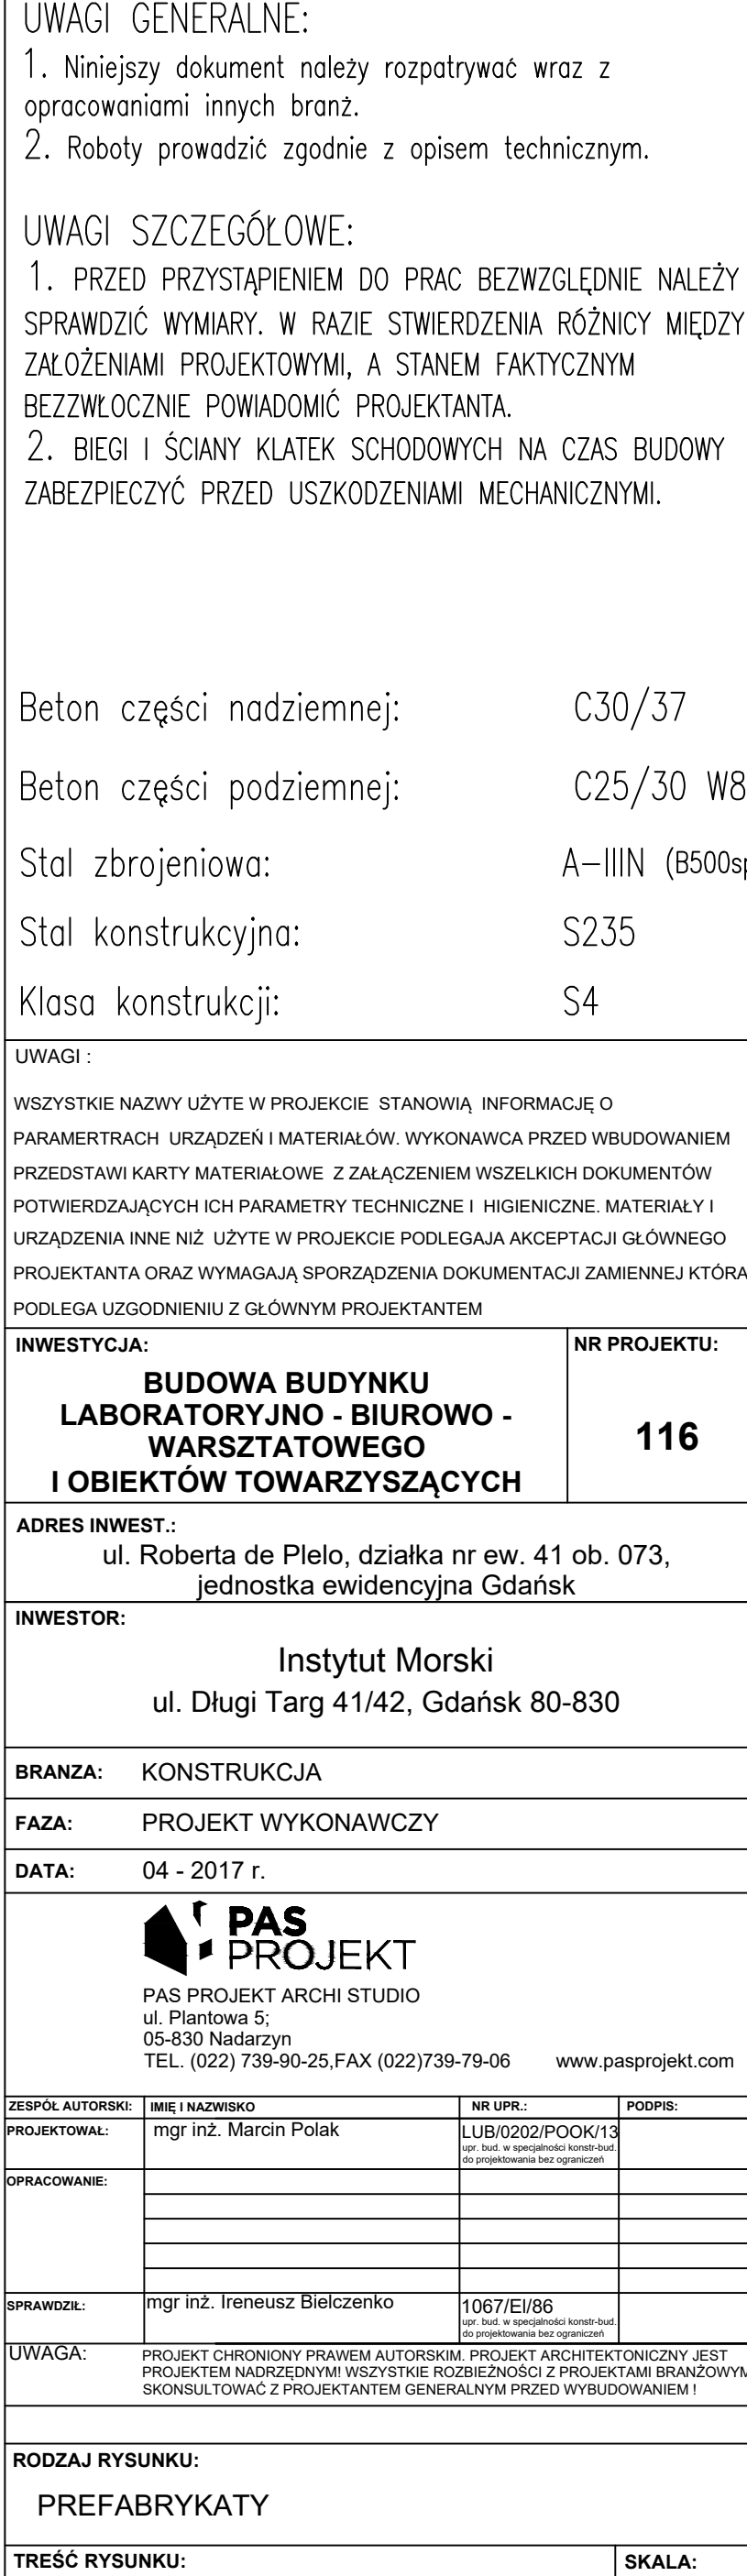 UWAGI GENERALNE:
1. Niniejszy dokument należy rozpatrywać wraz z
opracowaniami innych branż.
2. Roboty prowadzić zgodnie z opisem technicznym.
UWAGI SZCZEGÓŁOWE:
1. PRZED PRZYSTĄPIENIEM DO PRAC BEZWZGLĘDNIE NALEŻY
SPRAWDZIĆ WYMIARY. W RAZIE STWIERDZENIA RÓŻNICY MIĘDZY
ZAŁOŻENIAMI PROJEKTOWYMI, A STANEM FAKTYCZNYM
BEZZWŁOCZNIE POWIADOMIĆ PROJEKTANTA.
2. BIEGI I ŚCIANY KLATEK SCHODOWYCH NA CZAS BUDOWY
ZABEZPIECZYĆ PRZED USZKODZENIAMI MECHANICZNYMI.
Beton części nadziemnej: C30/37
Beton części podziemnej: C25/30 W8
Stal zbrojeniowa: A-IIIN (B500sp
Stal konstrukcyjna: S235
Klasa konstrukcji: S4
UWAGI :
WSZYSTKIE NAZWY UŻYTE W PROJEKCIE STANOWIĄ INFORMACJĘ O
PARAMERTRACH URZĄDZEŃ I MATERIAŁÓW. WYKONAWCA PRZED WBUDOWANIEM
PRZEDSTAWI KARTY MATERIAŁOWE Z ZAŁĄCZENIEM WSZELKICH DOKUMENTÓW
POTWIERDZAJĄCYCH ICH PARAMETRY TECHNICZNE I HIGIENICZNE. MATERIAŁY I
URZĄDZENIA INNE NIŻ UŻYTE W PROJEKCIE PODLEGAJA AKCEPTACJI GŁÓWNEGO
PROJEKTANTA ORAZ WYMAGAJĄ SPORZĄDZENIA DOKUMENTACJI ZAMIENNEJ KTÓRA
PODLEGA UZGODNIENIU Z GŁÓWNYM PROJEKTANTEM
INWESTYCJA: NR PROJEKTU:
BUDOWA BUDYNKU
LABORATORYJNO - BIUROWO -
WARSZTATOWEGO
I OBIEKTÓW TOWARZYSZĄCYCH
116
ADRES INWEST.:
ul. Roberta de Plelo, działka nr ew. 41 ob. 073,
jednostka ewidencyjna Gdańsk
INWESTOR:
Instytut Morski
ul. Długi Targ 41/42, Gdańsk 80-830
BRANZA: KONSTRUKCJA
FAZA: PROJEKT WYKONAWCZY
DATA: 04 - 2017 r.
PAS
PROJEKT
PAS PROJEKT ARCHI STUDIO
ul. Plantowa 5;
05-830 Nadarzyn
TEL. (022) 739-90-25,FAX (022)739-79-06 www.pasprojekt.com
ZESPÓŁ AUTORSKI: IMIĘ I NAZWISKO NR UPR.: PODPIS:
PROJEKTOWAŁ: mgr inż. Marcin Polak LUB/0202/POOK/13
upr. bud. w specjalności konstr-bud.
do projektowania bez ograniczeń
OPRACOWANIE:
SPRAWDZIŁ: mgr inż. Ireneusz Bielczenko 1067/El/86
upr. bud. w specjalności konstr-bud.
do projektowania bez ograniczeń
UWAGA: PROJEKT CHRONIONY PRAWEM AUTORSKIM. PROJEKT ARCHITEKTONICZNY JEST
PROJEKTEM NADRZĘDNYM! WSZYSTKIE ROZBIEŻNOŚCI Z PROJEKTAMI BRANŻOWYM
SKONSULTOWAĆ Z PROJEKTANTEM GENERALNYM PRZED WYBUDOWANIEM !
RODZAJ RYSUNKU:
PREFABRYKATY
TREŚĆ RYSUNKU: SKALA: